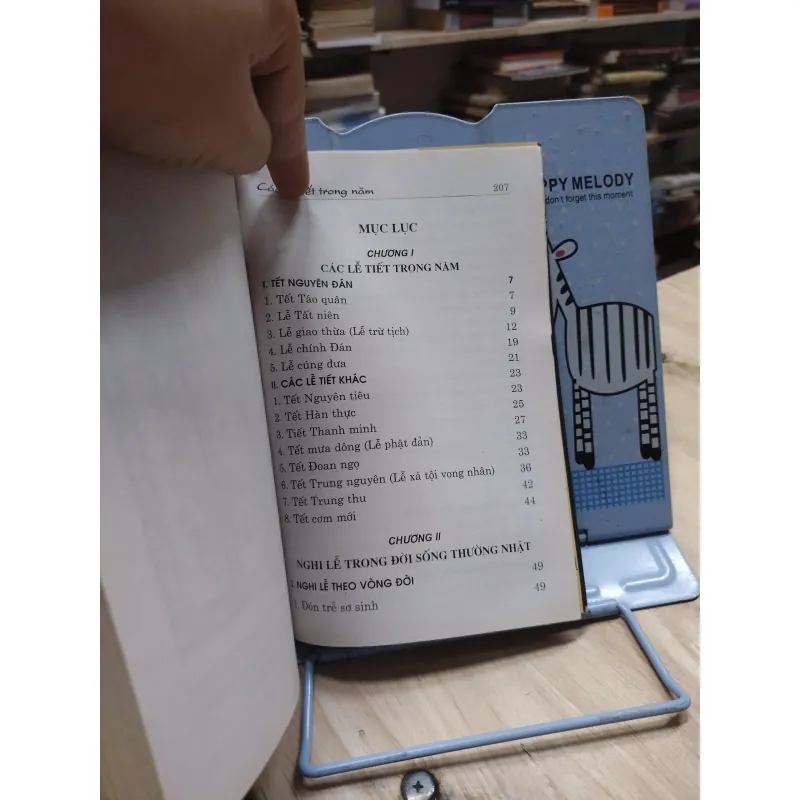 tết trong năm 207
MỤC LỤC
CHƯƠNG I
CÁC LỄ TIẾT TRONG NĂM
I. TẾT NGUYÊN ĐÁN 7
1. Tết Táo quân 7
2. Lễ Tất niên 9
3. Lễ giao thừa (Lễ trừ tịch) 12
4. Lễ chính Đán 19
5. Lễ cúng đưa 21
II. CÁC LỄ TIẾT KHÁC 23
1. Tết Nguyên tiêu 23
2. Tết Hàn thực 25
3. Tiết Thanh minh 27
4. Tết mưa dông (Lễ phật đản) 33
5. Tết Đoan ngọ 33
6. Tết Trung nguyên (Lễ xá tội vong nhân) 36
7. Tết Trung thu 42
8. Tết cơm mới 44
CHƯƠNG II
NGHI LỄ TRONG ĐỜI SỐNG THƯỜNG NHẬT
NGHI LỄ THEO VÒNG ĐỜI 49
1. Đón trẻ sơ sinh 49
PPY MELODY
don't forget this moment